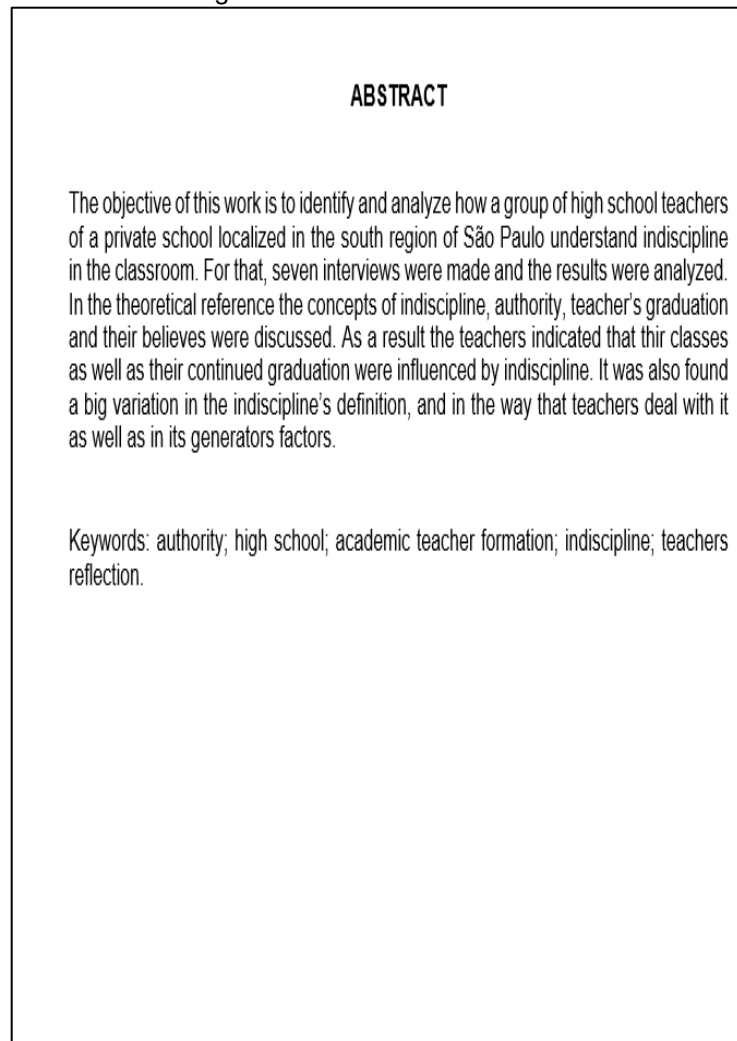 ABSTRACT
The objective of this work is to identify and analyze how a group of high school teachers
of a private school localized in the south region of São Paulo understand indiscipline
in the classroom. For that, seven interviews were made and the results were analyzed.
In the theoretical reference the concepts of indiscipline, authority, teacher's graduation
and their believes were discussed. As a result the teachers indicated that thir classes
as well as their continued graduation were influenced by indiscipline. It was also found
a big variation in the indiscipline's definition, and in the way that teachers deal with it
as well as in its generators factors.
Keywords: authority; high school; academic teacher formation; indiscipline; teachers
reflection.